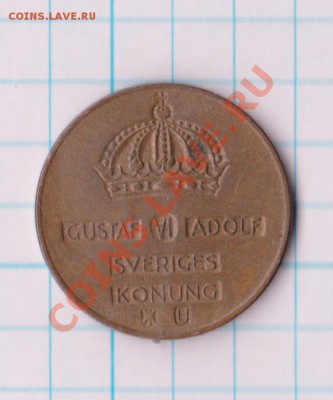 COINS.LAVE.RU
COINS.LAVE.RU
GUSTAF VI ADOLF
SVERIGES
KONUNG
U